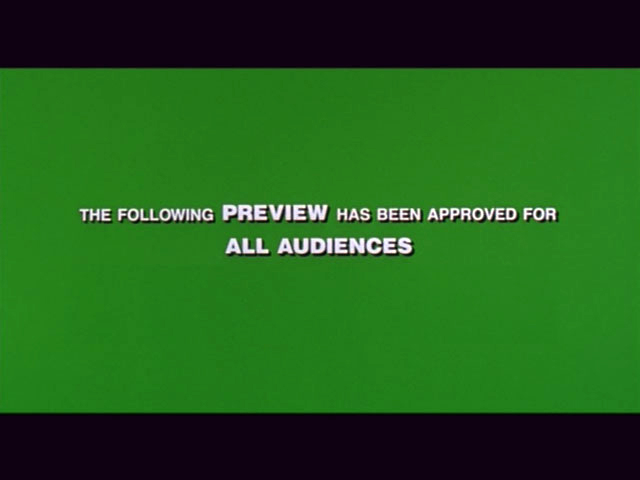 THE FOLLOWING PREVIEW HAS BEEN APPROVED FOR
ALL AUDIENCES